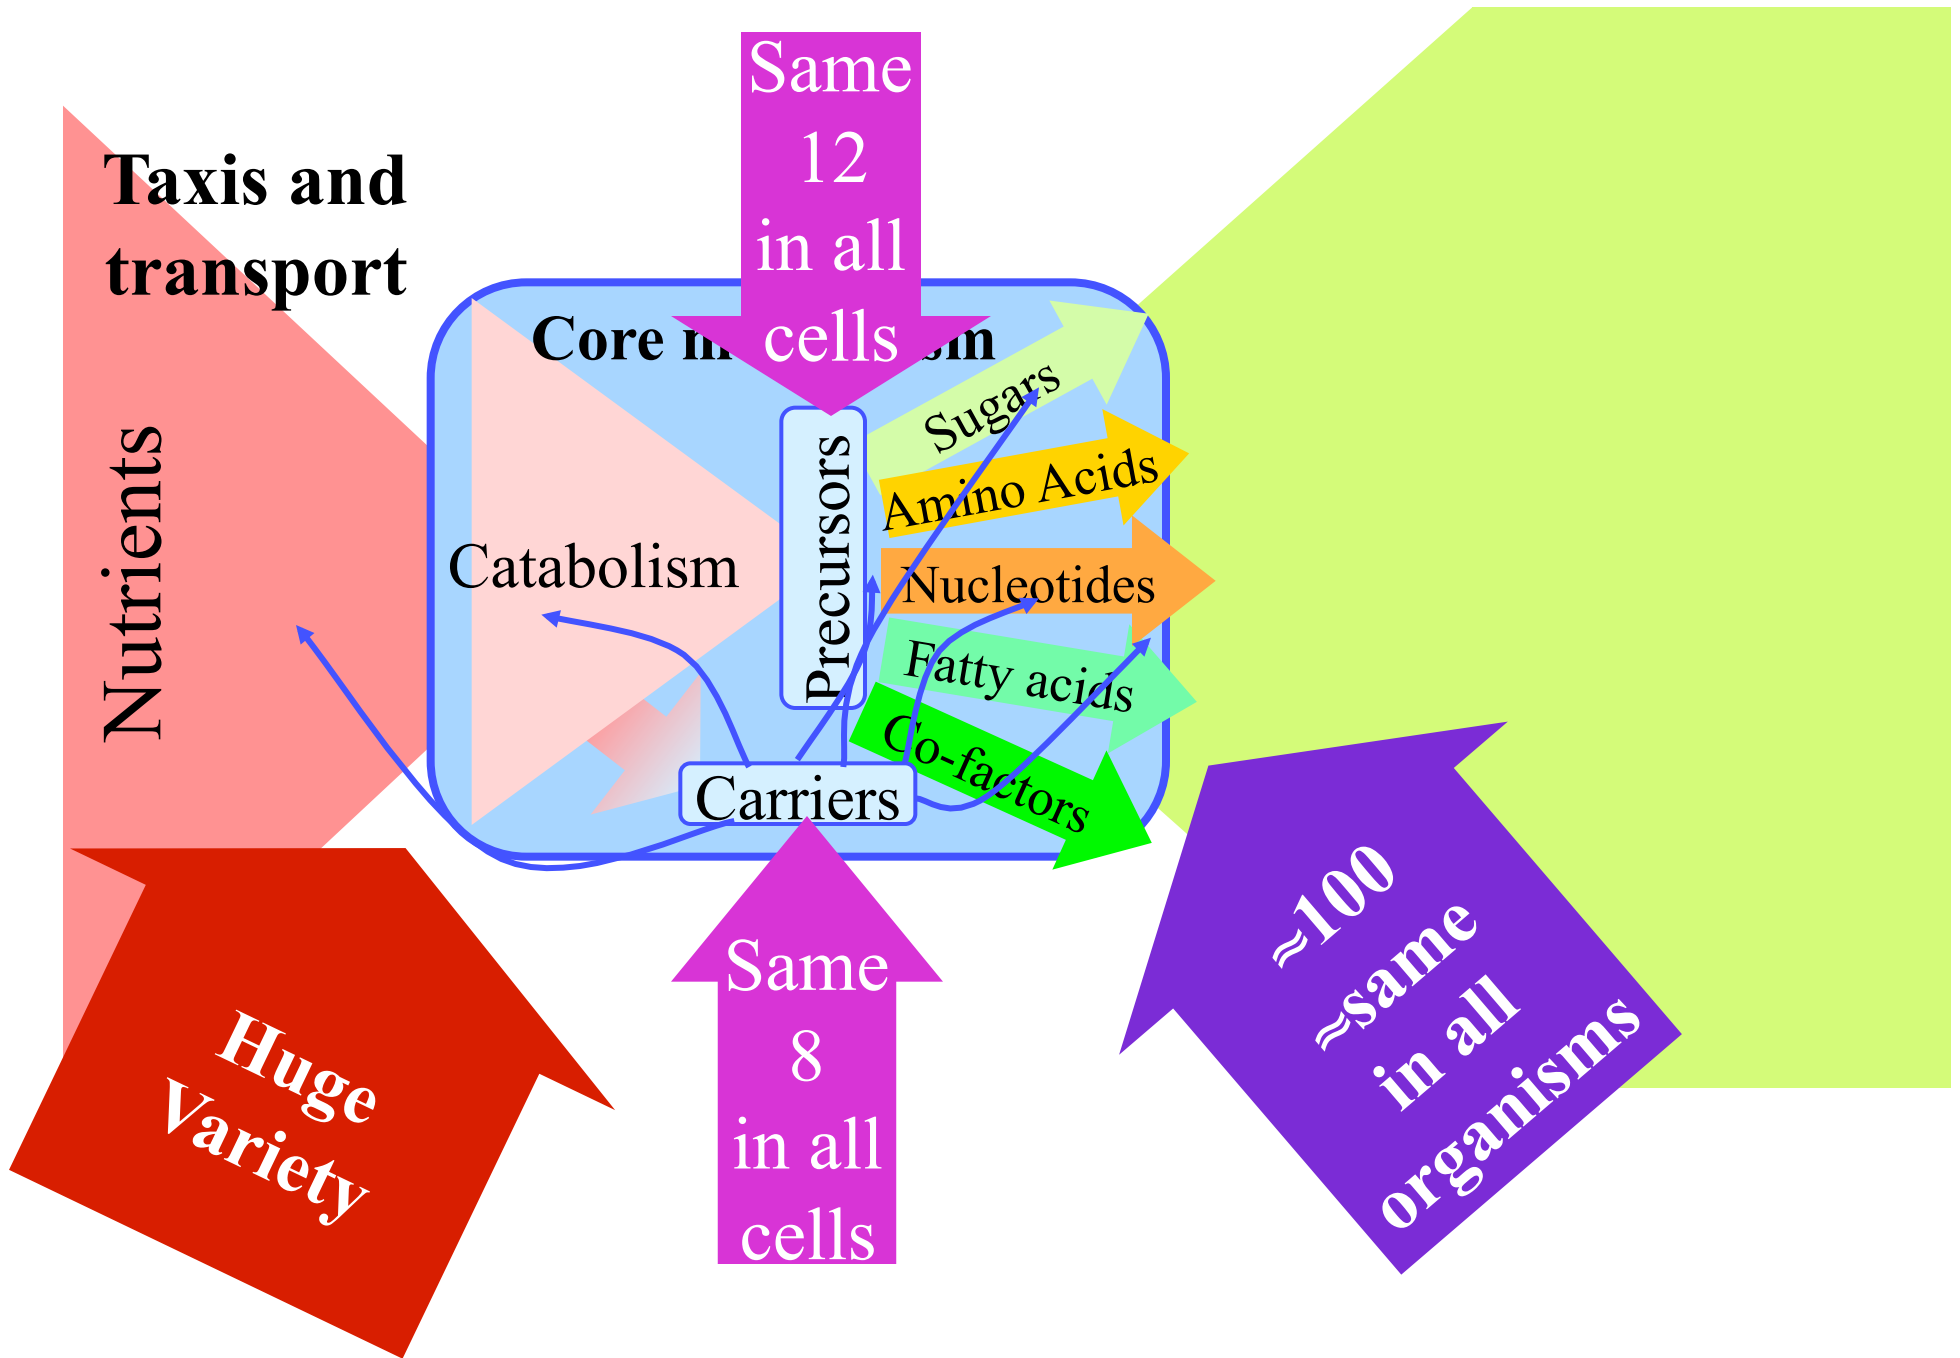 Same
12
in all
cells
Taxis and
transport
Core m sm
Nutrients
Catabolism
Precursors
Sugars
Amino Acids
Nucleotides
Fatty acids
Co-factors
Carriers
Huge
Variety
Same
8
in all
cells
≈100
≈same
in all
organisms